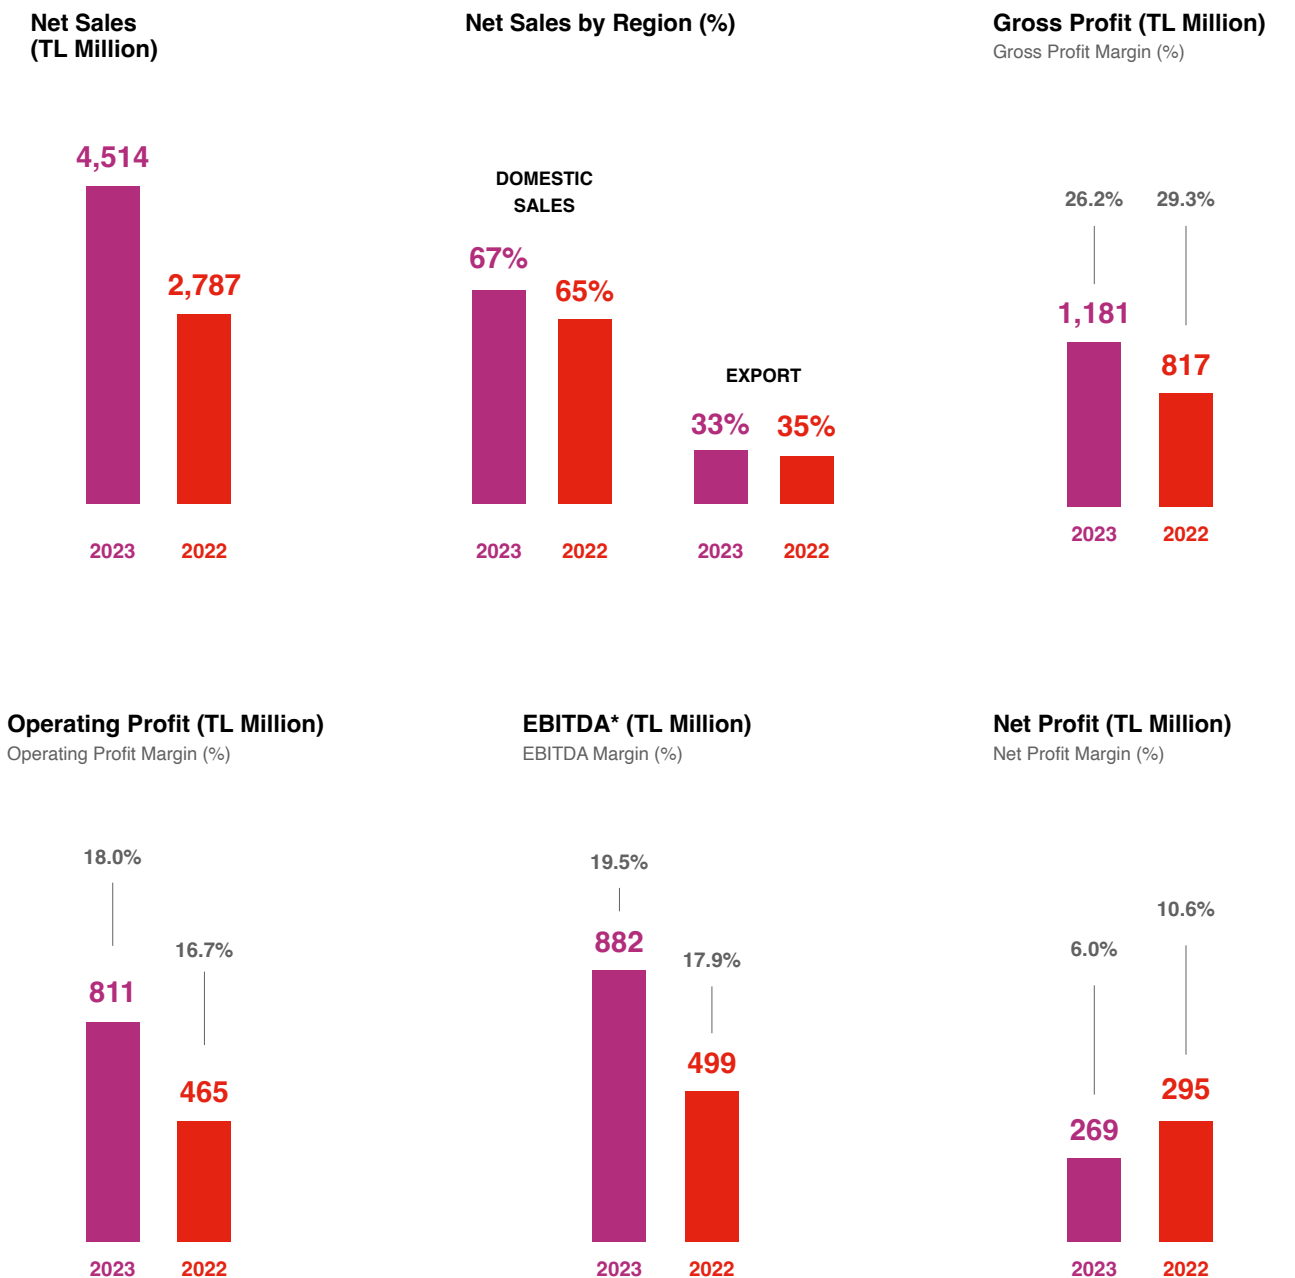 Net Sales
(TL Million)
4,514
2,787
2023
2022
Net Sales by Region (%)
DOMESTIC
SALES
67%
65%
2023
2022
EXPORT
33%
35%
2023
2022
Gross Profit (TL Million)
Gross Profit Margin (%)
26.2%
29.3%
1,181
817
2023
2022
Operating Profit (TL Million)
Operating Profit Margin (%)
18.0%
16.7%
811
465
2023
2022
EBITDA* (TL Million)
EBITDA Margin (%)
19.5%
17.9%
882
499
2023
2022
Net Profit (TL Million)
Net Profit Margin (%)
6.0%
10.6%
269
295
2023
2022